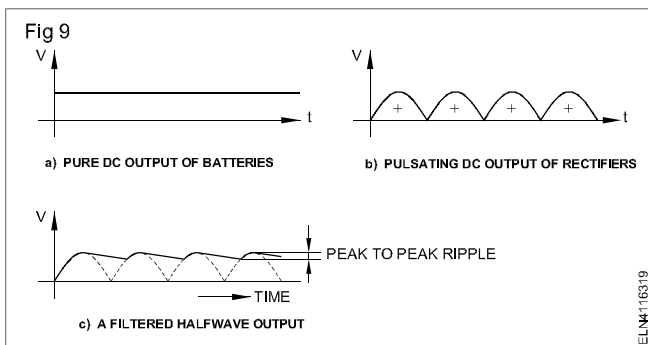 Fig 9
V
t
a) PURE DC OUTPUT OF BATTERIES
V
+ + + +
t
b) PULSATING DC OUTPUT OF RECTIFIERS
V
PEAK TO PEAK RIPPLE
TIME
c) A FILTERED HALFWAVE OUTPUT
ELN4116319